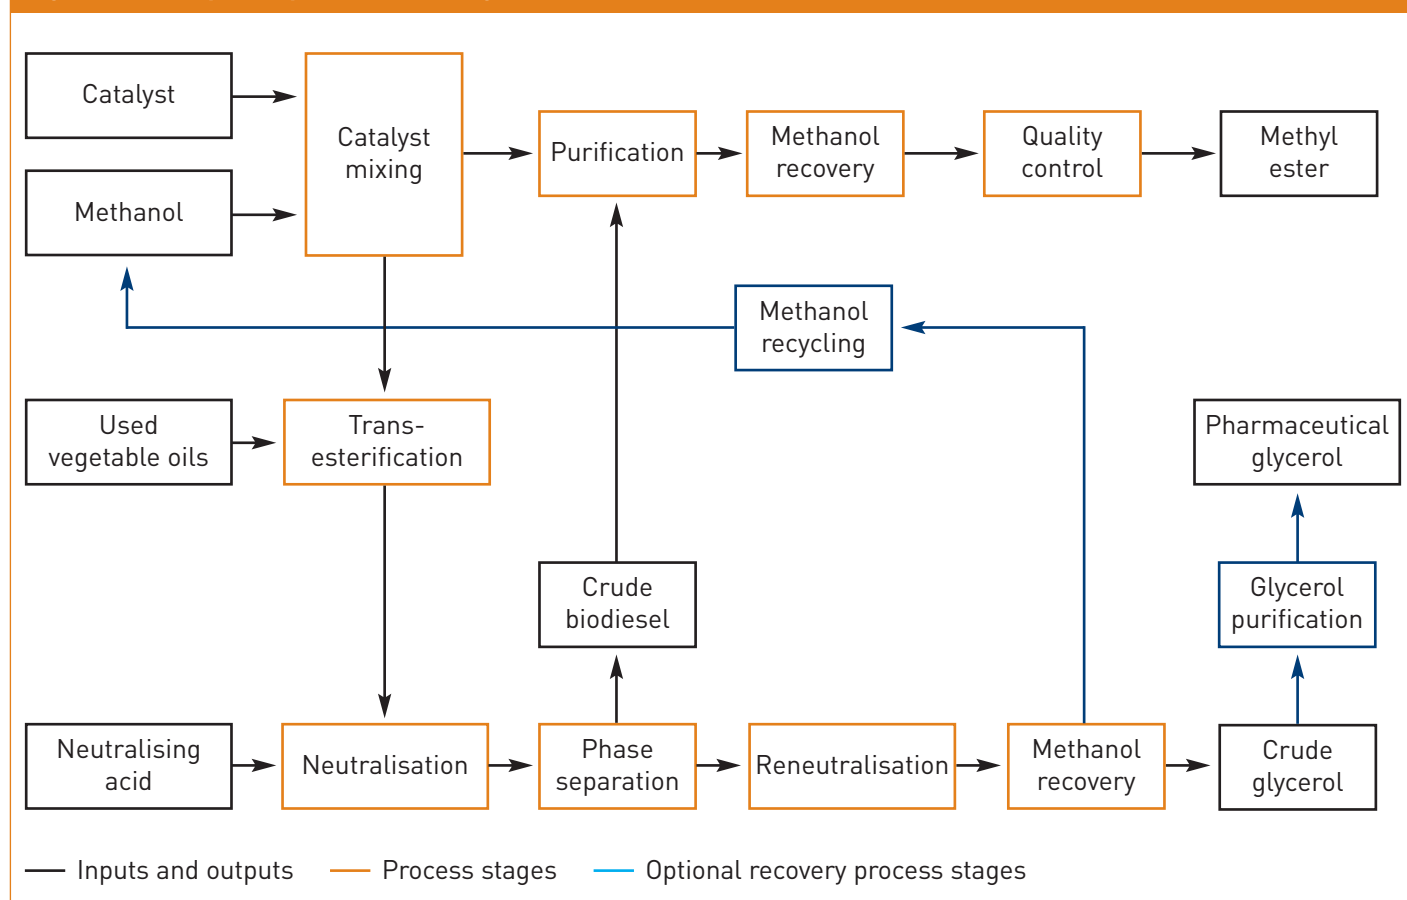 Catalyst
Catalyst
mixing
Methanol
Purification
Methanol
recovery
Quality
control
Methyl
ester
Methanol
recycling
Used
vegetable oils
Trans-
esterification
Pharmaceutical
glycerol
Crude
biodiesel
Glycerol
purification
Neutralising
acid
Neutralisation
Phase
separation
Reneutralisation
Methanol
recovery
Crude
glycerol
Inputs and outputs
Process stages
Optional recovery process stages